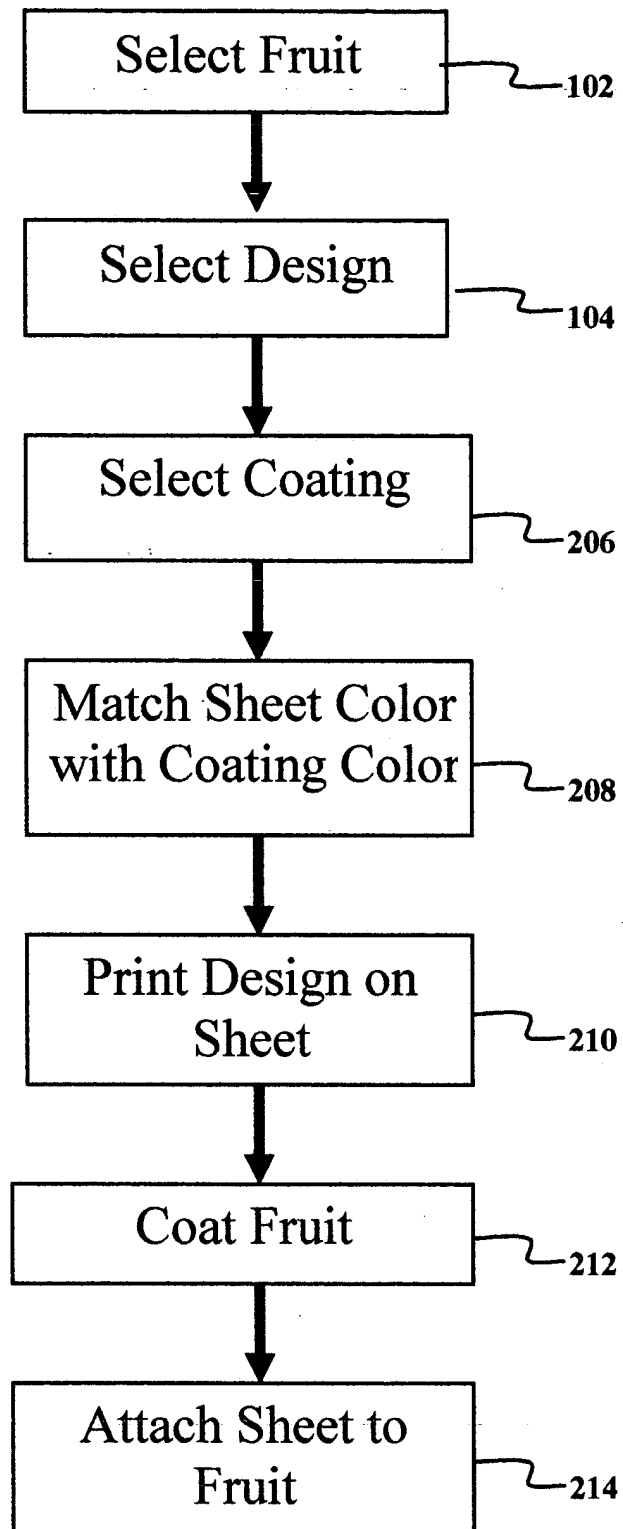 Select Fruit
102
Select Design
104
Select Coating
206
Match Sheet Color
with Coating Color
208
Print Design on
Sheet
210
Coat Fruit
212
Attach Sheet to
Fruit
214